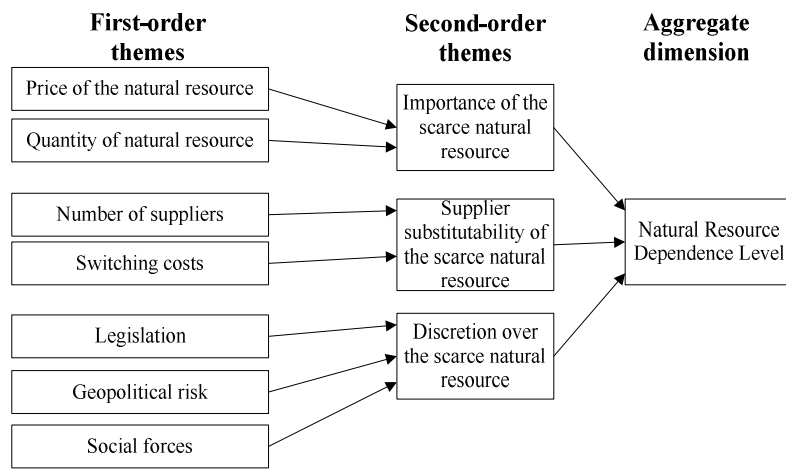 First-order
themes
Second-order
themes
Aggregate
dimension
Price of the natural resource
Quantity of natural resource
Number of suppliers
Switching costs
Legislation
Geopolitical risk
Social forces
Importance of the
scarce natural
resource
Supplier
substitutability of
the scarce natural
resource
Discretion over
the scarce natural
resource
Natural Resource
Dependence Level